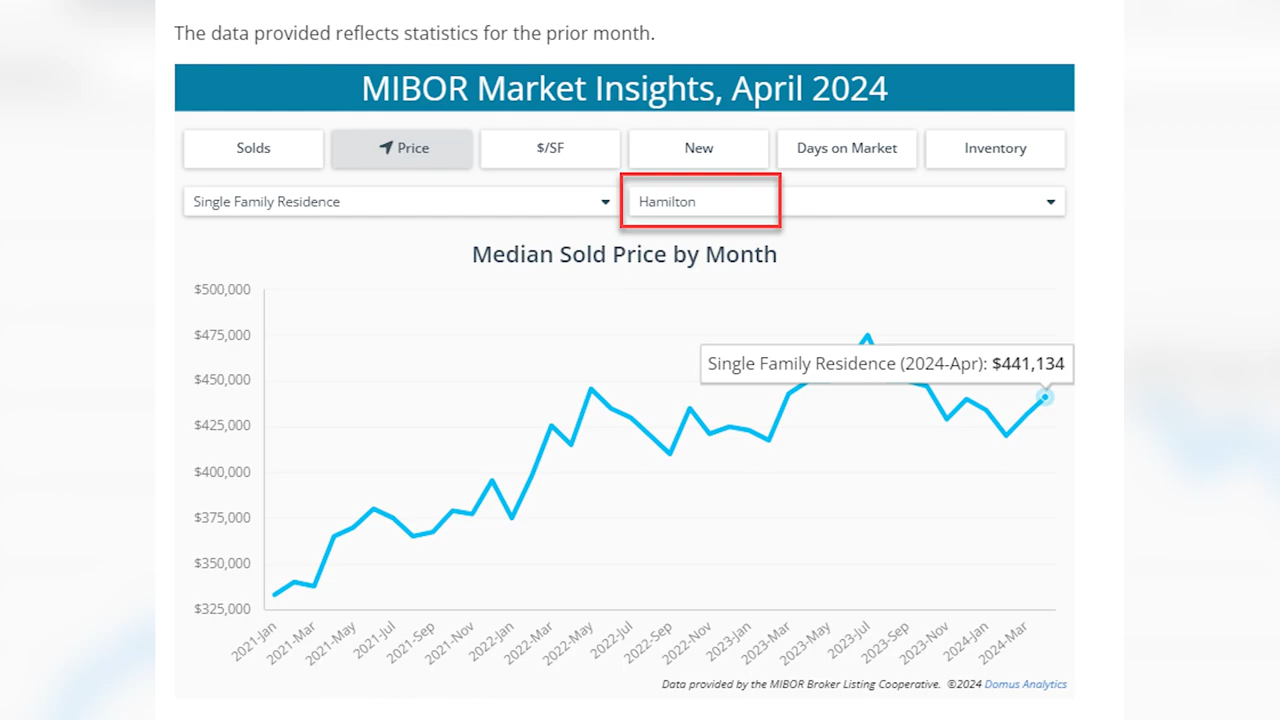 The data provided reflects statistics for the prior month.
MIBOR Market Insights, April 2024
Solds Price $/SF New Days on Market Inventory
Single Family Residence Hamilton
Median Sold Price by Month
$500,000
$475,000
Single Family Residence (2024-Apr): $441,134
$450,000
$425,000
$400,000
$375,000
$350,000
$325,000
2021-Jan 2021-Mar 2021-May 2021-Jul 2021-Sep 2021-Nov 2022-Jan 2022-Mar 2022-May 2022-Jul 2022-Sep 2022-Nov 2023-Jan 2023-Mar 2023-May 2023-Jul 2023-Sep 2023-Nov 2024-Jan 2024-Mar
Data provided by the MIBOR Broker Listing Cooperative. ©2024 Domus Analytics